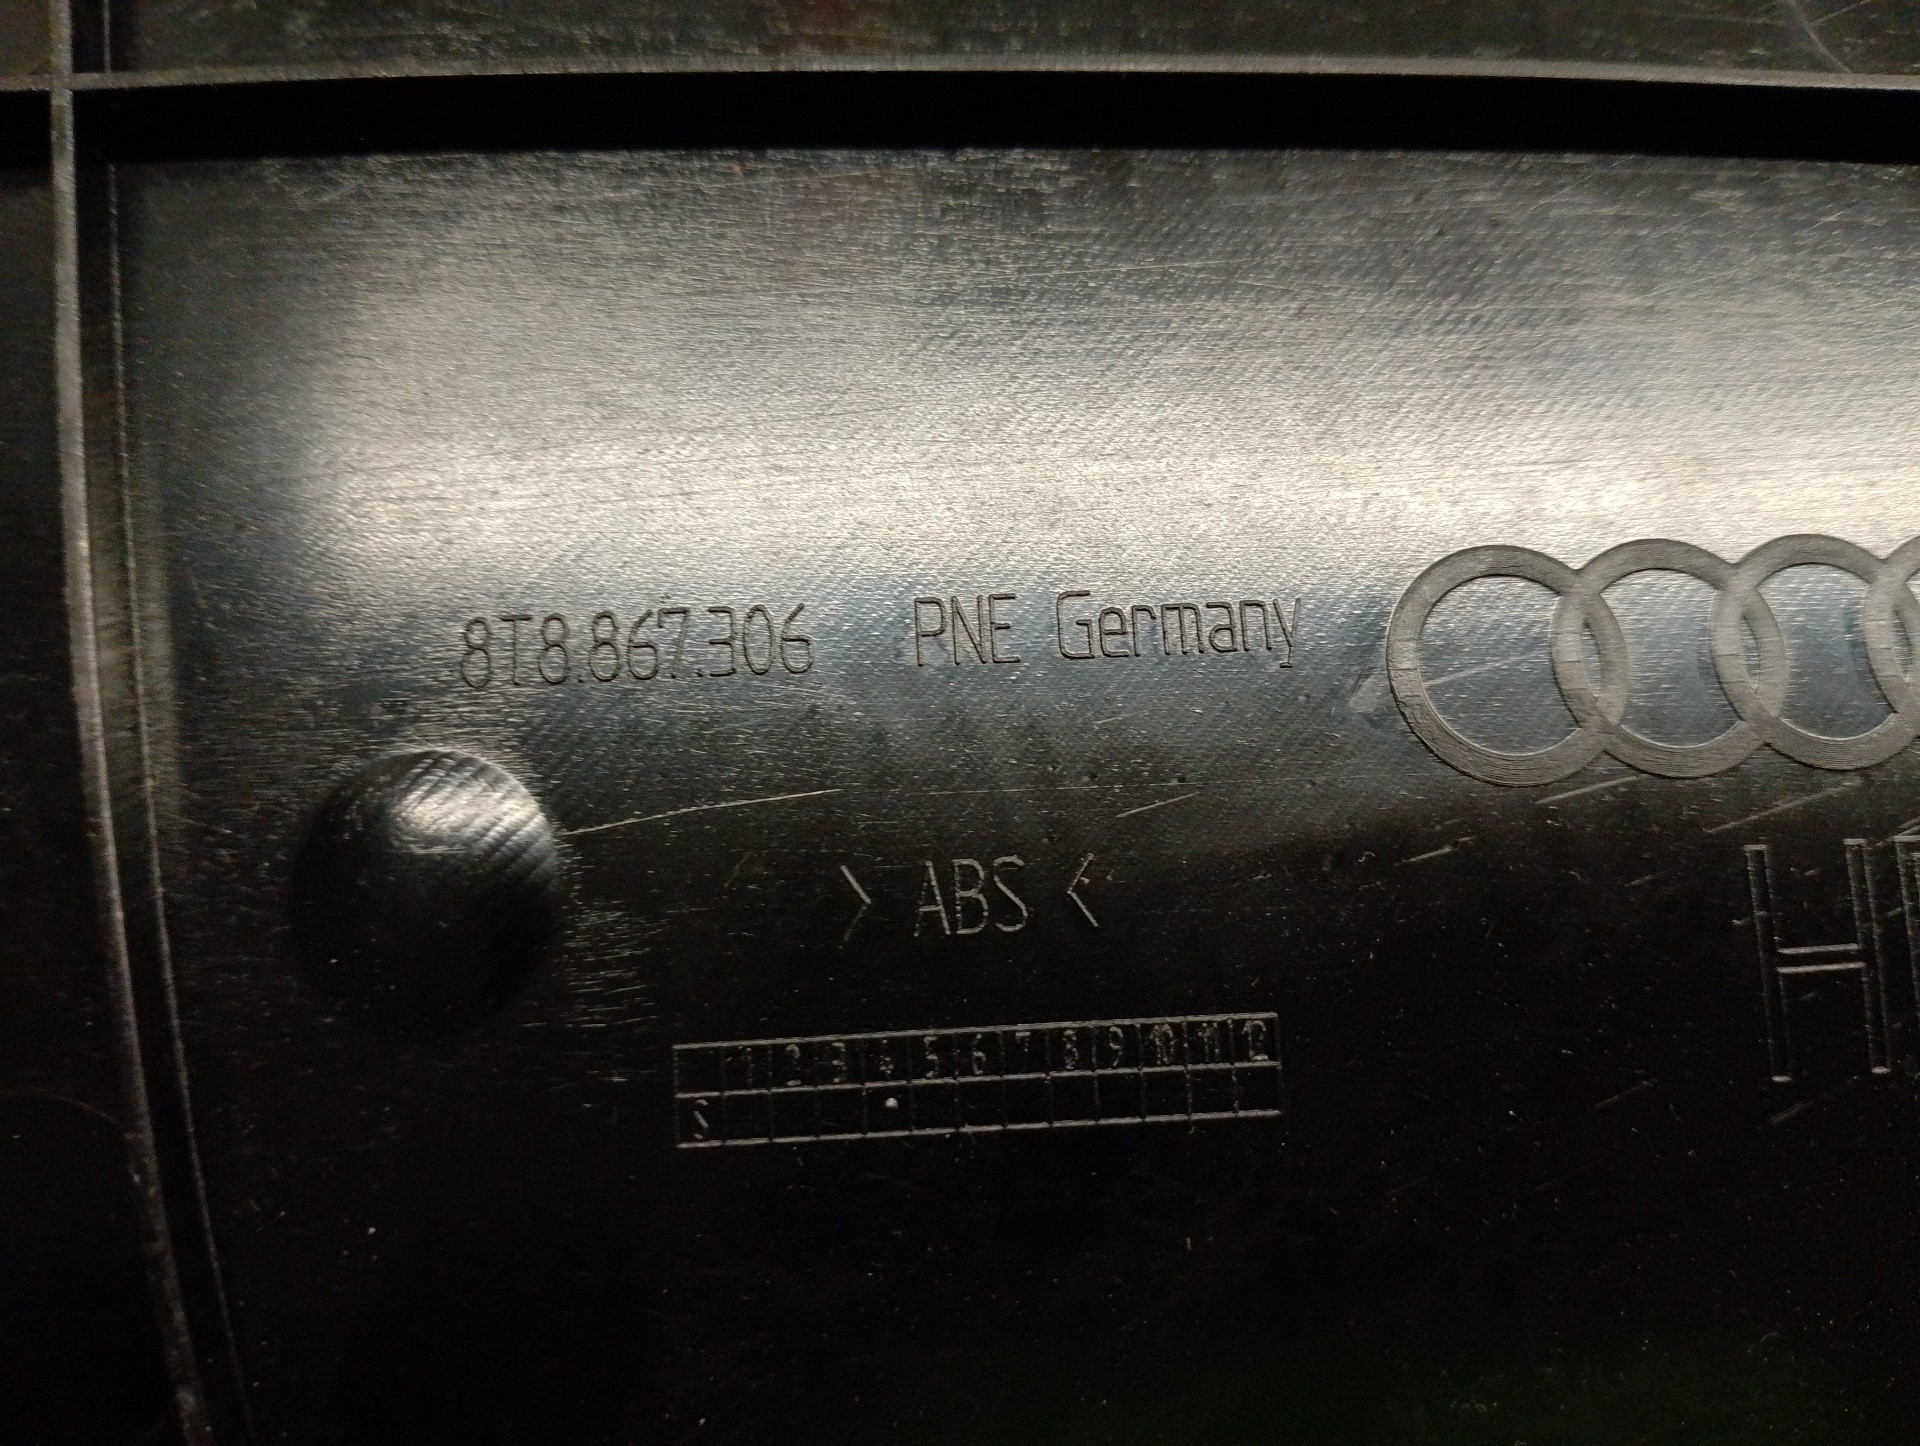 8T8.867.306 PNE Germany
> ABS <
1 2 3 4 5 6 7 8 9 10 11 12